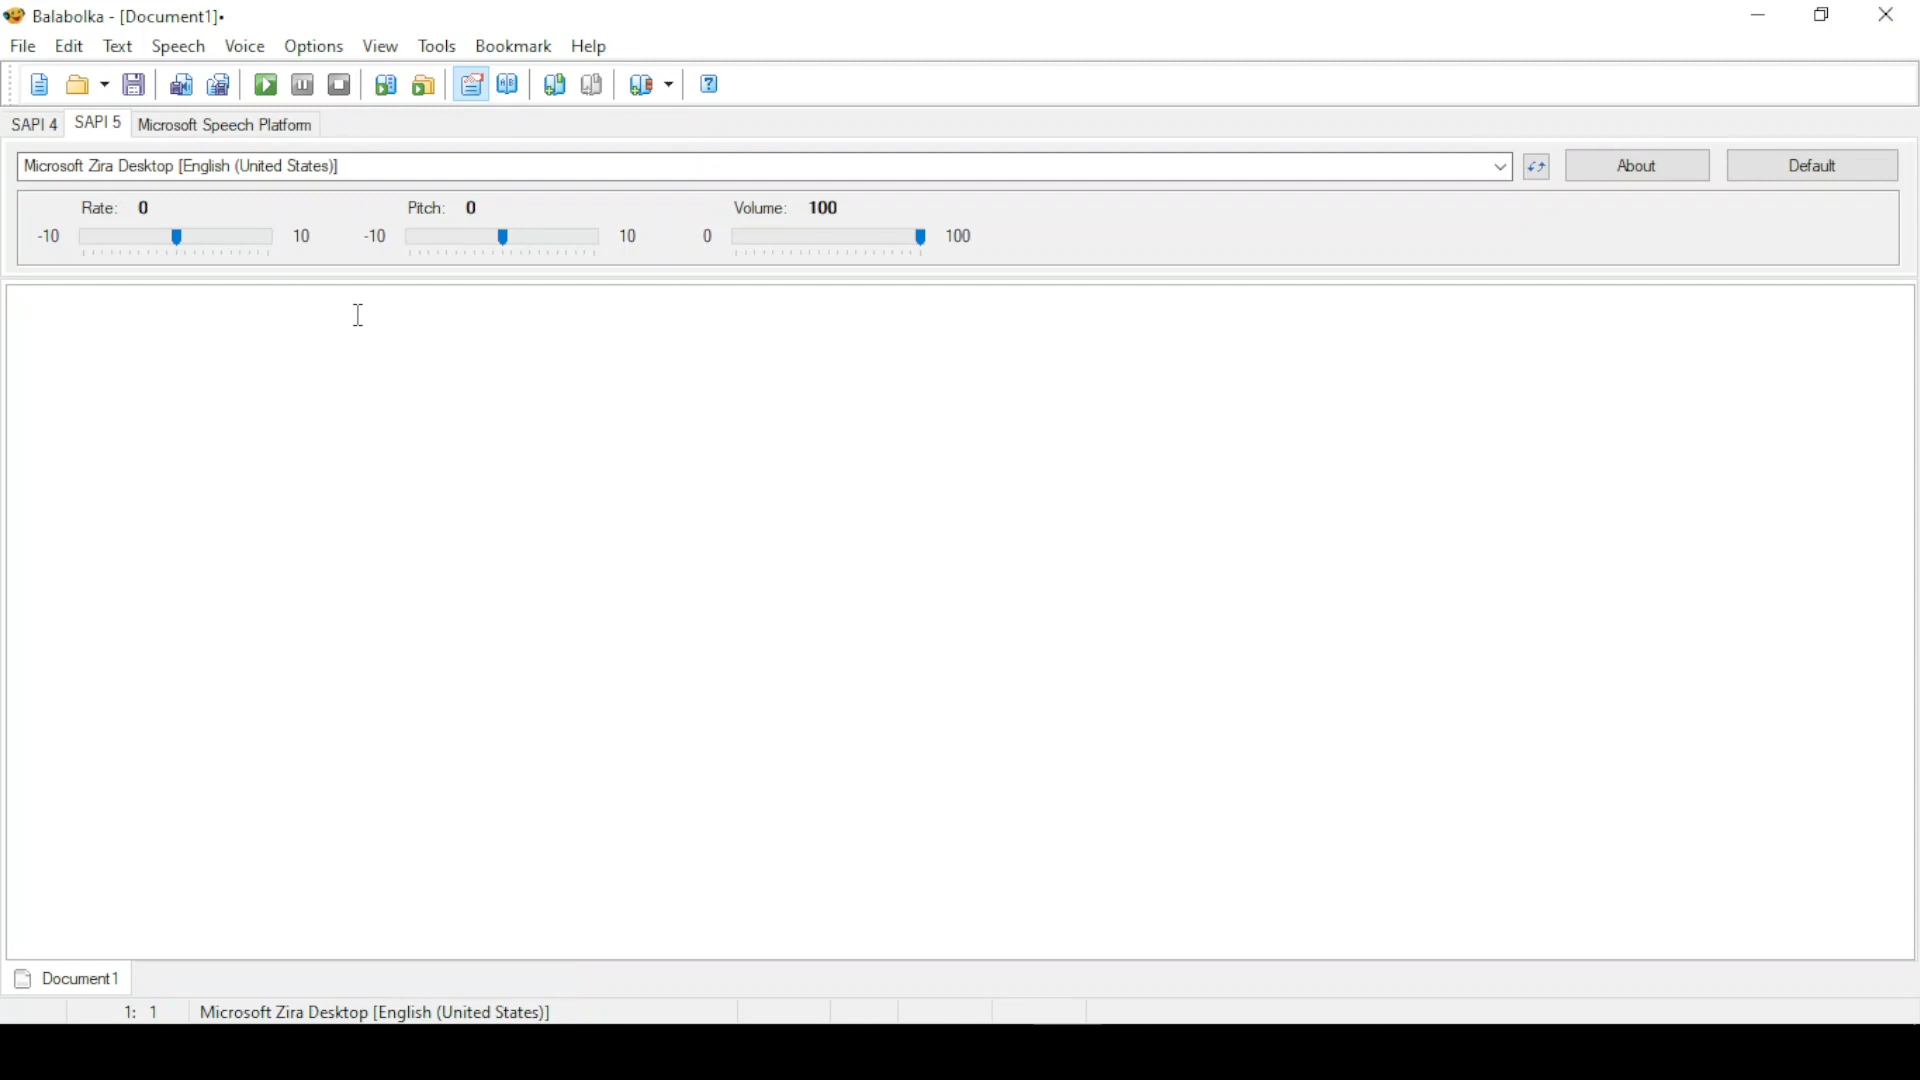 Balabolka - [Document1]•
File Edit Text Speech Voice Options View Tools Bookmark Help
SAPI 4 SAPI 5 Microsoft Speech Platform
Microsoft Zira Desktop [English (United States)] About Default
Rate: 0 Pitch: 0 Volume: 100
-10 10 -10 10 0 100
Document1
1: 1 Microsoft Zira Desktop [English (United States)]